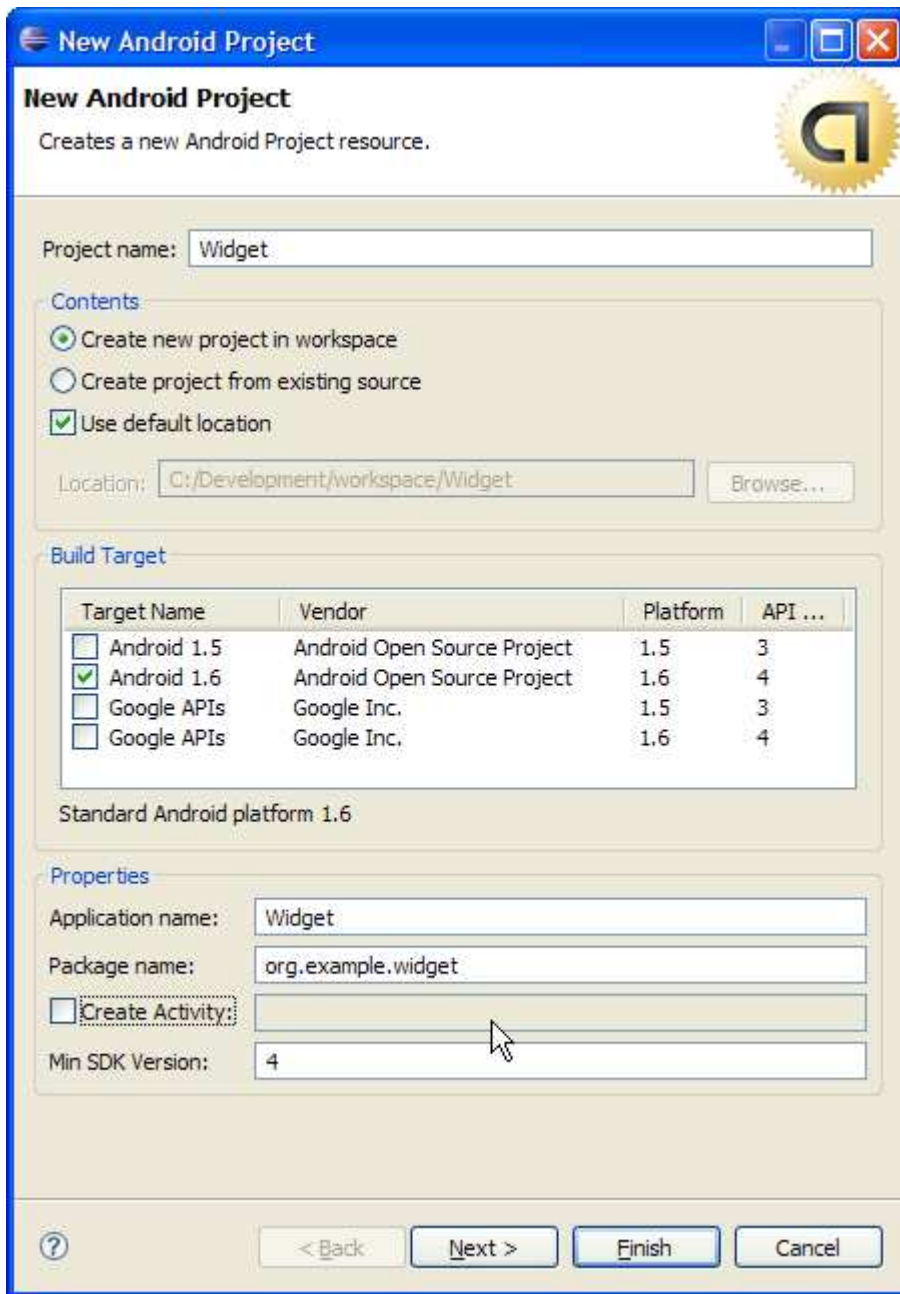 New Android Project
New Android Project
Creates a new Android Project resource.
Project name: Widget
Contents
Create new project in workspace
Create project from existing source
Use default location
Location: C:/Development/workspace/Widget Browse...
Build Target
Target Name Vendor Platform API ...
Android 1.5 Android Open Source Project 1.5 3
Android 1.6 Android Open Source Project 1.6 4
Google APIs Google Inc. 1.5 3
Google APIs Google Inc. 1.6 4
Standard Android platform 1.6
Properties
Application name: Widget
Package name: org.example.widget
Create Activity:
Min SDK Version: 4
? < Back Next > Finish Cancel